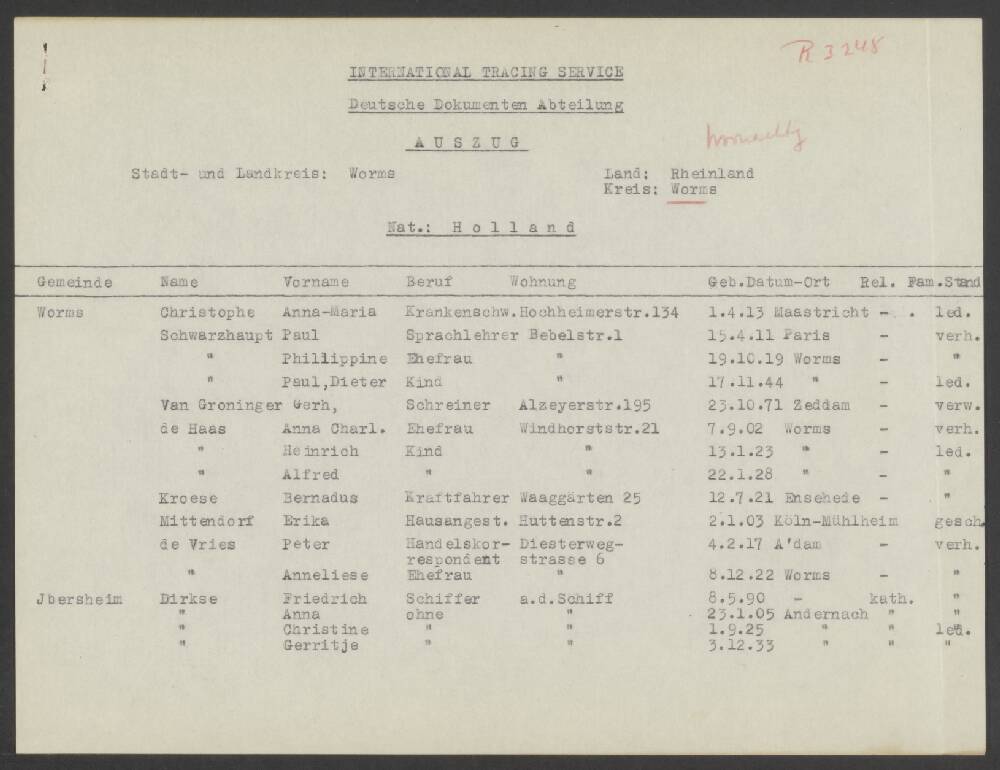 R 3248
INTERNATIONAL TRACING SERVICE
Deutsche Dokumenten Abteilung
AUSZUG
Stadt- und Landkreis: Worms Land: Rheinland
Kreis: Worms
Nat.: Holland
Gemeinde Name Vorname Beruf Wohnung Geb.Datum-Ort Rel. Fam.Stand
Worms Christophe Anna-Maria Krankenschw. Hochheimerstr.134 1.4.13 Maastricht - . led.
Schwarzhaupt Paul Sprachlehrer Bebelstr.1 15.4.11 Paris - verh.
" Phillippine Ehefrau " 19.10.19 Worms - "
" Paul,Dieter Kind " 17.11.44 " - led.
Van Groninger Gerh, Schreiner Alzeyerstr.195 23.10.71 Zeddam - verw.
de Haas Anna Charl. Ehefrau Windhorststr.21 7.9.02 Worms - verh.
" Heinrich Kind " 13.1.23 " - led.
" Alfred " " 22.1.28 " - "
Kroese Bernadus Kraftfahrer Waaggärten 25 12.7.21 Enschede - "
Mittendorf Erika Hausangest. Huttenstr.2 2.1.03 Köln-Mühlheim gesch.
de Vries Peter Handelskor- Diesterweg- 4.2.17 A'dam - verh.
respondent strasse 6
" Anneliese Ehefrau " 8.12.22 Worms - "
Jbersheim Dirkse Friedrich Schiffer a.d.Schiff 8.5.90 - kath. "
" Anna ohne " 23.1.05 Andernach " "
" Christine " " 1.9.25 " " led.
" Gerritje " " 3.12.33 " " "